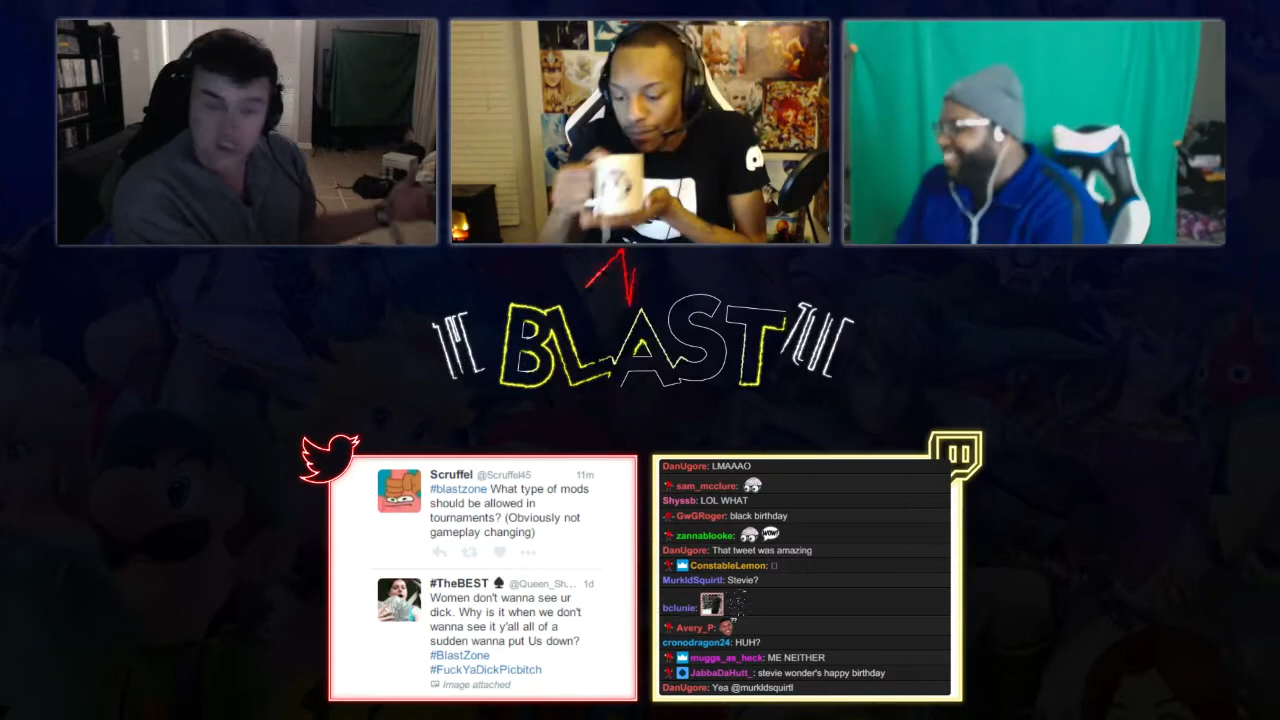 BLAST
Scruffel @Scruffel45 11m
#blastzone What type of mods
should be allowed in
tournaments? (Obviously not
gameplay changing)
#TheBEST ♠ @Queen_Sh... 1d
Women don't wanna see ur
dick. Why is it when we don't
wanna see it y'all all of a
sudden wanna put Us down?
#BlastZone
#FuckYaDickPicbitch
Image attached
DanUgore: LMAAAO
sam_mcclure:
Shyssb: LOL WHAT
GwGRoger: black birthday
zannablooke: WOW!
DanUgore: That tweet was amazing
ConstableLemon: []
MurkldSquirtl: Stevie?
bclunie:
Avery_P: ??
cronodragon24: HUH?
muggs_as_heck: ME NEITHER
JabbaDaHutt_: stevie wonder's happy birthday
DanUgore: Yea @murkldsquirtl